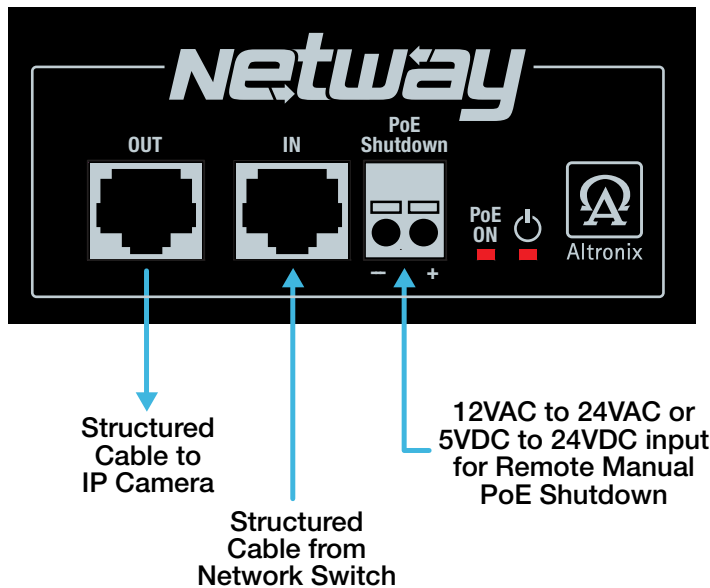 Netway
OUT
IN
PoE
Shutdown
PoE
ON
Altronix
– +
Structured
Cable to
IP Camera
Structured
Cable from
Network Switch
12VAC to 24VAC or
5VDC to 24VDC input
for Remote Manual
PoE Shutdown